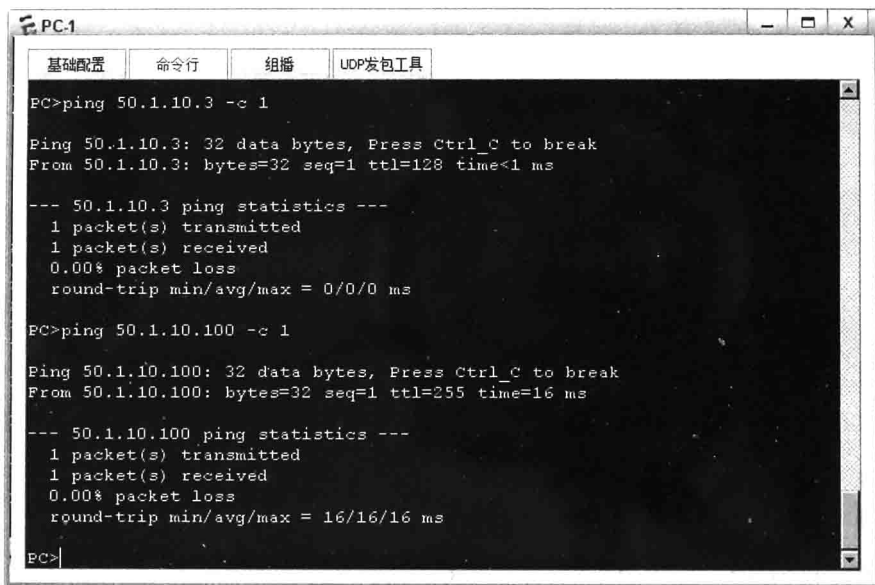 PC-1
基础配置 命令行 组播 UDP发包工具
PC>ping 50.1.10.3 -c 1
Ping 50.1.10.3: 32 data bytes, Press Ctrl_C to break
From 50.1.10.3: bytes=32 seq=1 ttl=128 time<1 ms
--- 50.1.10.3 ping statistics ---
1 packet(s) transmitted
1 packet(s) received
0.00% packet loss
round-trip min/avg/max = 0/0/0 ms
PC>ping 50.1.10.100 -c 1
Ping 50.1.10.100: 32 data bytes, Press Ctrl_C to break
From 50.1.10.100: bytes=32 seq=1 ttl=255 time=16 ms
--- 50.1.10.100 ping statistics ---
1 packet(s) transmitted
1 packet(s) received
0.00% packet loss
round-trip min/avg/max = 16/16/16 ms
PC>